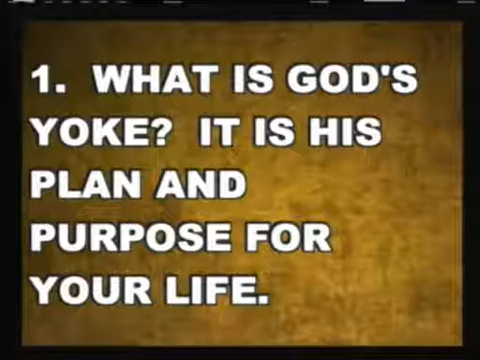 1. WHAT IS GOD'S
YOKE? IT IS HIS
PLAN AND
PURPOSE FOR
YOUR LIFE.